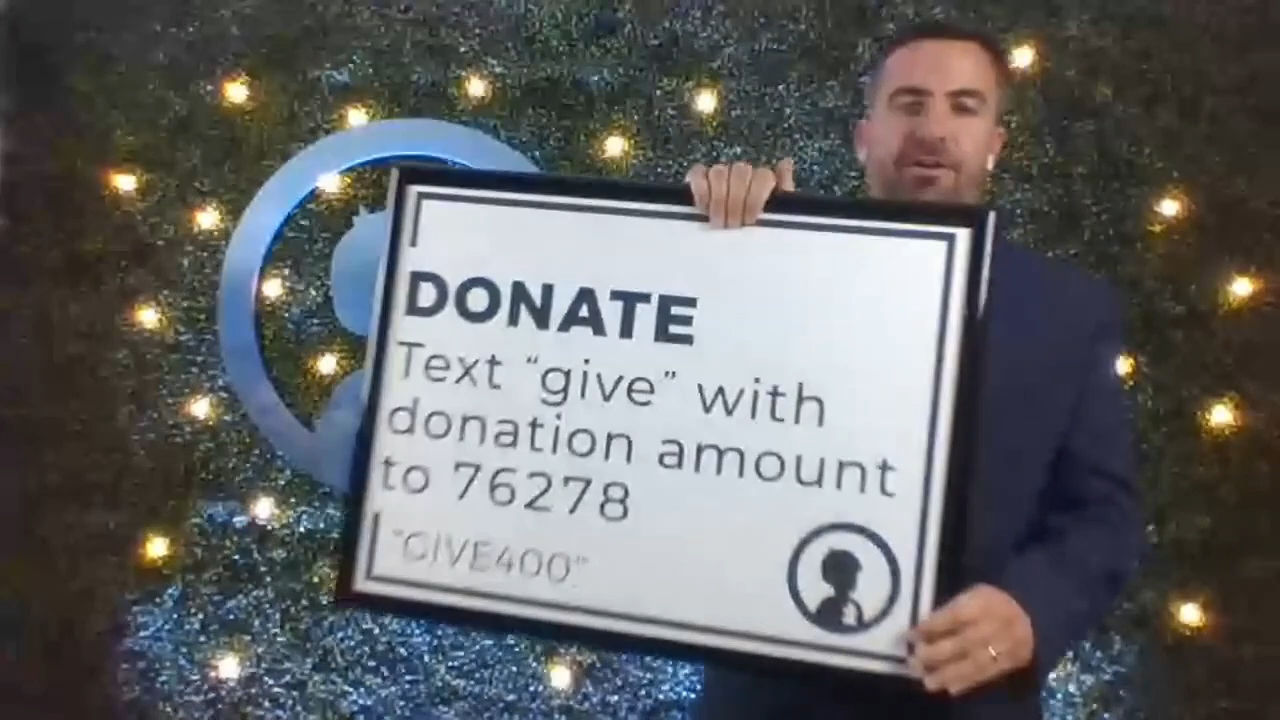 DONATE
Text “give” with
donation amount
to 76278
“GIVE400”